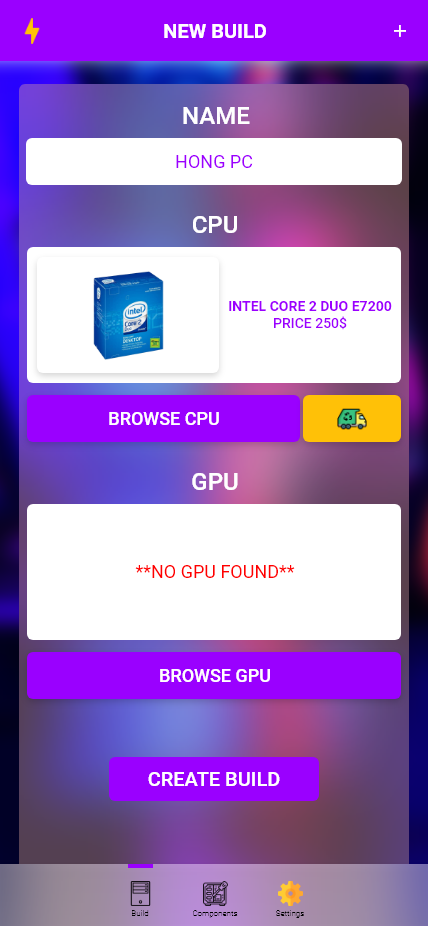 NEW BUILD
+
NAME
HONG PC
CPU
intel
Core 2
DESKTOP
INTEL CORE 2 DUO E7200
PRICE 250$
BROWSE CPU
GPU
**NO GPU FOUND**
BROWSE GPU
CREATE BUILD
Build
Components
Settings